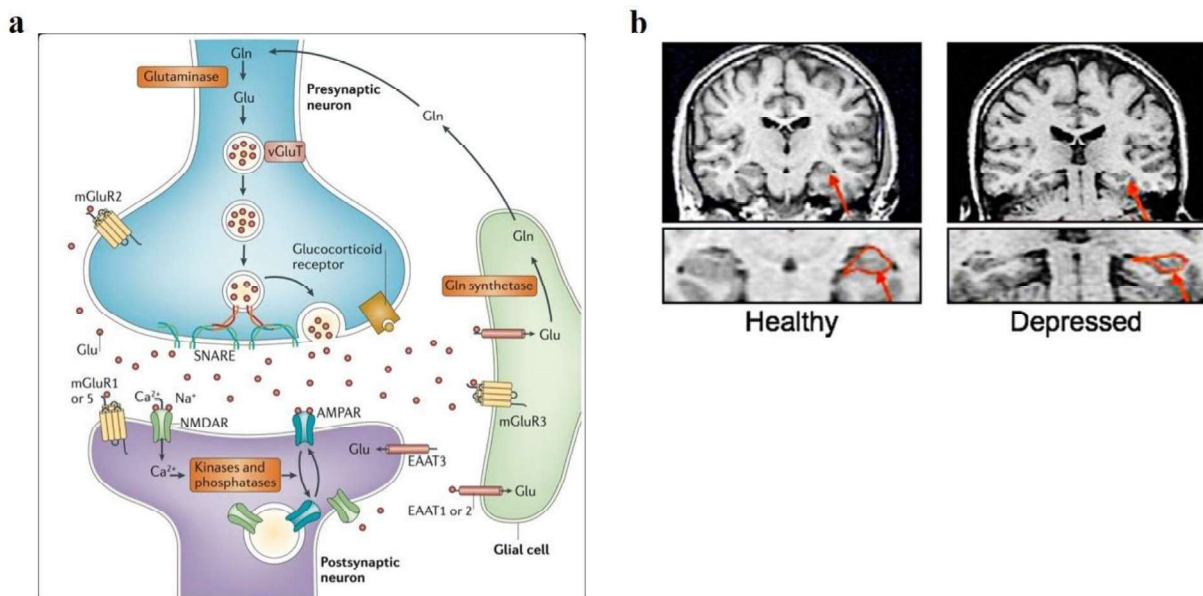 a
Gln
Glutaminase
Glu
Presynaptic
neuron
Gln
vGluT
mGluR2
Glucocorticoid
receptor
Gln
Gln synthetase
Glu
SNARE
Glu
mGluR1
or 5
Ca²⁺
Na⁺
NMDAR
AMPAR
mGluR3
Glu
EAAT3
Ca²⁺
Kinases and
phosphatases
EAAT1 or 2
Glu
Postsynaptic
neuron
Glial cell
b
Healthy
Depressed